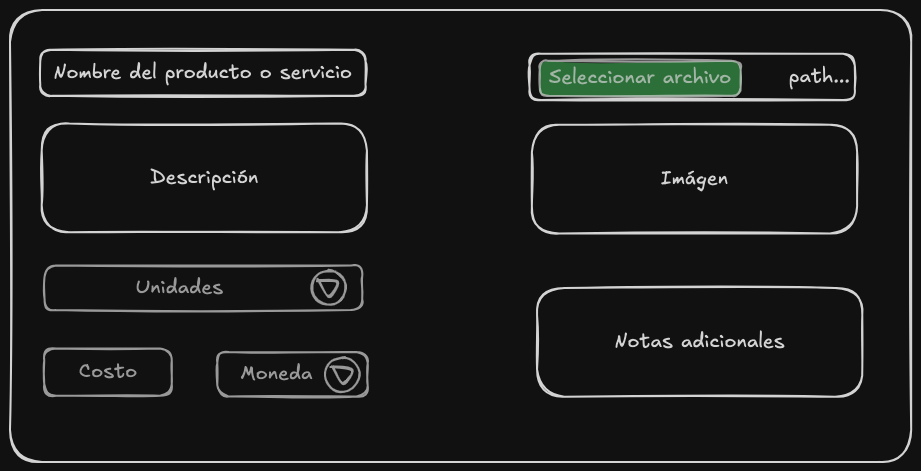 Nombre del producto o servicio
Seleccionar archivo
path...
Descripción
Imágen
Unidades
Notas adicionales
Costo
Moneda